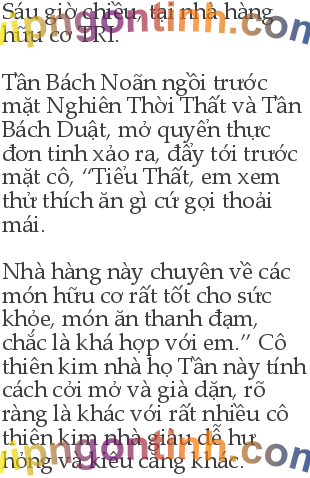 Sáu giờ chiều, tại nhà hàng
hữu cơ TRI.
Tần Bách Noãn ngồi trước
mặt Nghiên Thời Thất và Tần
Bách Duật, mở quyển thực
đơn tinh xảo ra, đẩy tới trước
mặt cô, “Tiểu Thất, em xem
thử thích ăn gì cứ gọi thoải
mái.
Nhà hàng này chuyên về các
món hữu cơ rất tốt cho sức
khỏe, món ăn thanh đạm,
chắc là khá hợp với em.” Cô
thiên kim nhà họ Tần này tính
cách cởi mở và già dặn, rõ
ràng là khác với rất nhiều cô
thiên kim nhà giàu dễ hư
hỏng và kiêu căng khác.
vipngontinh.com
vipngontinh.com